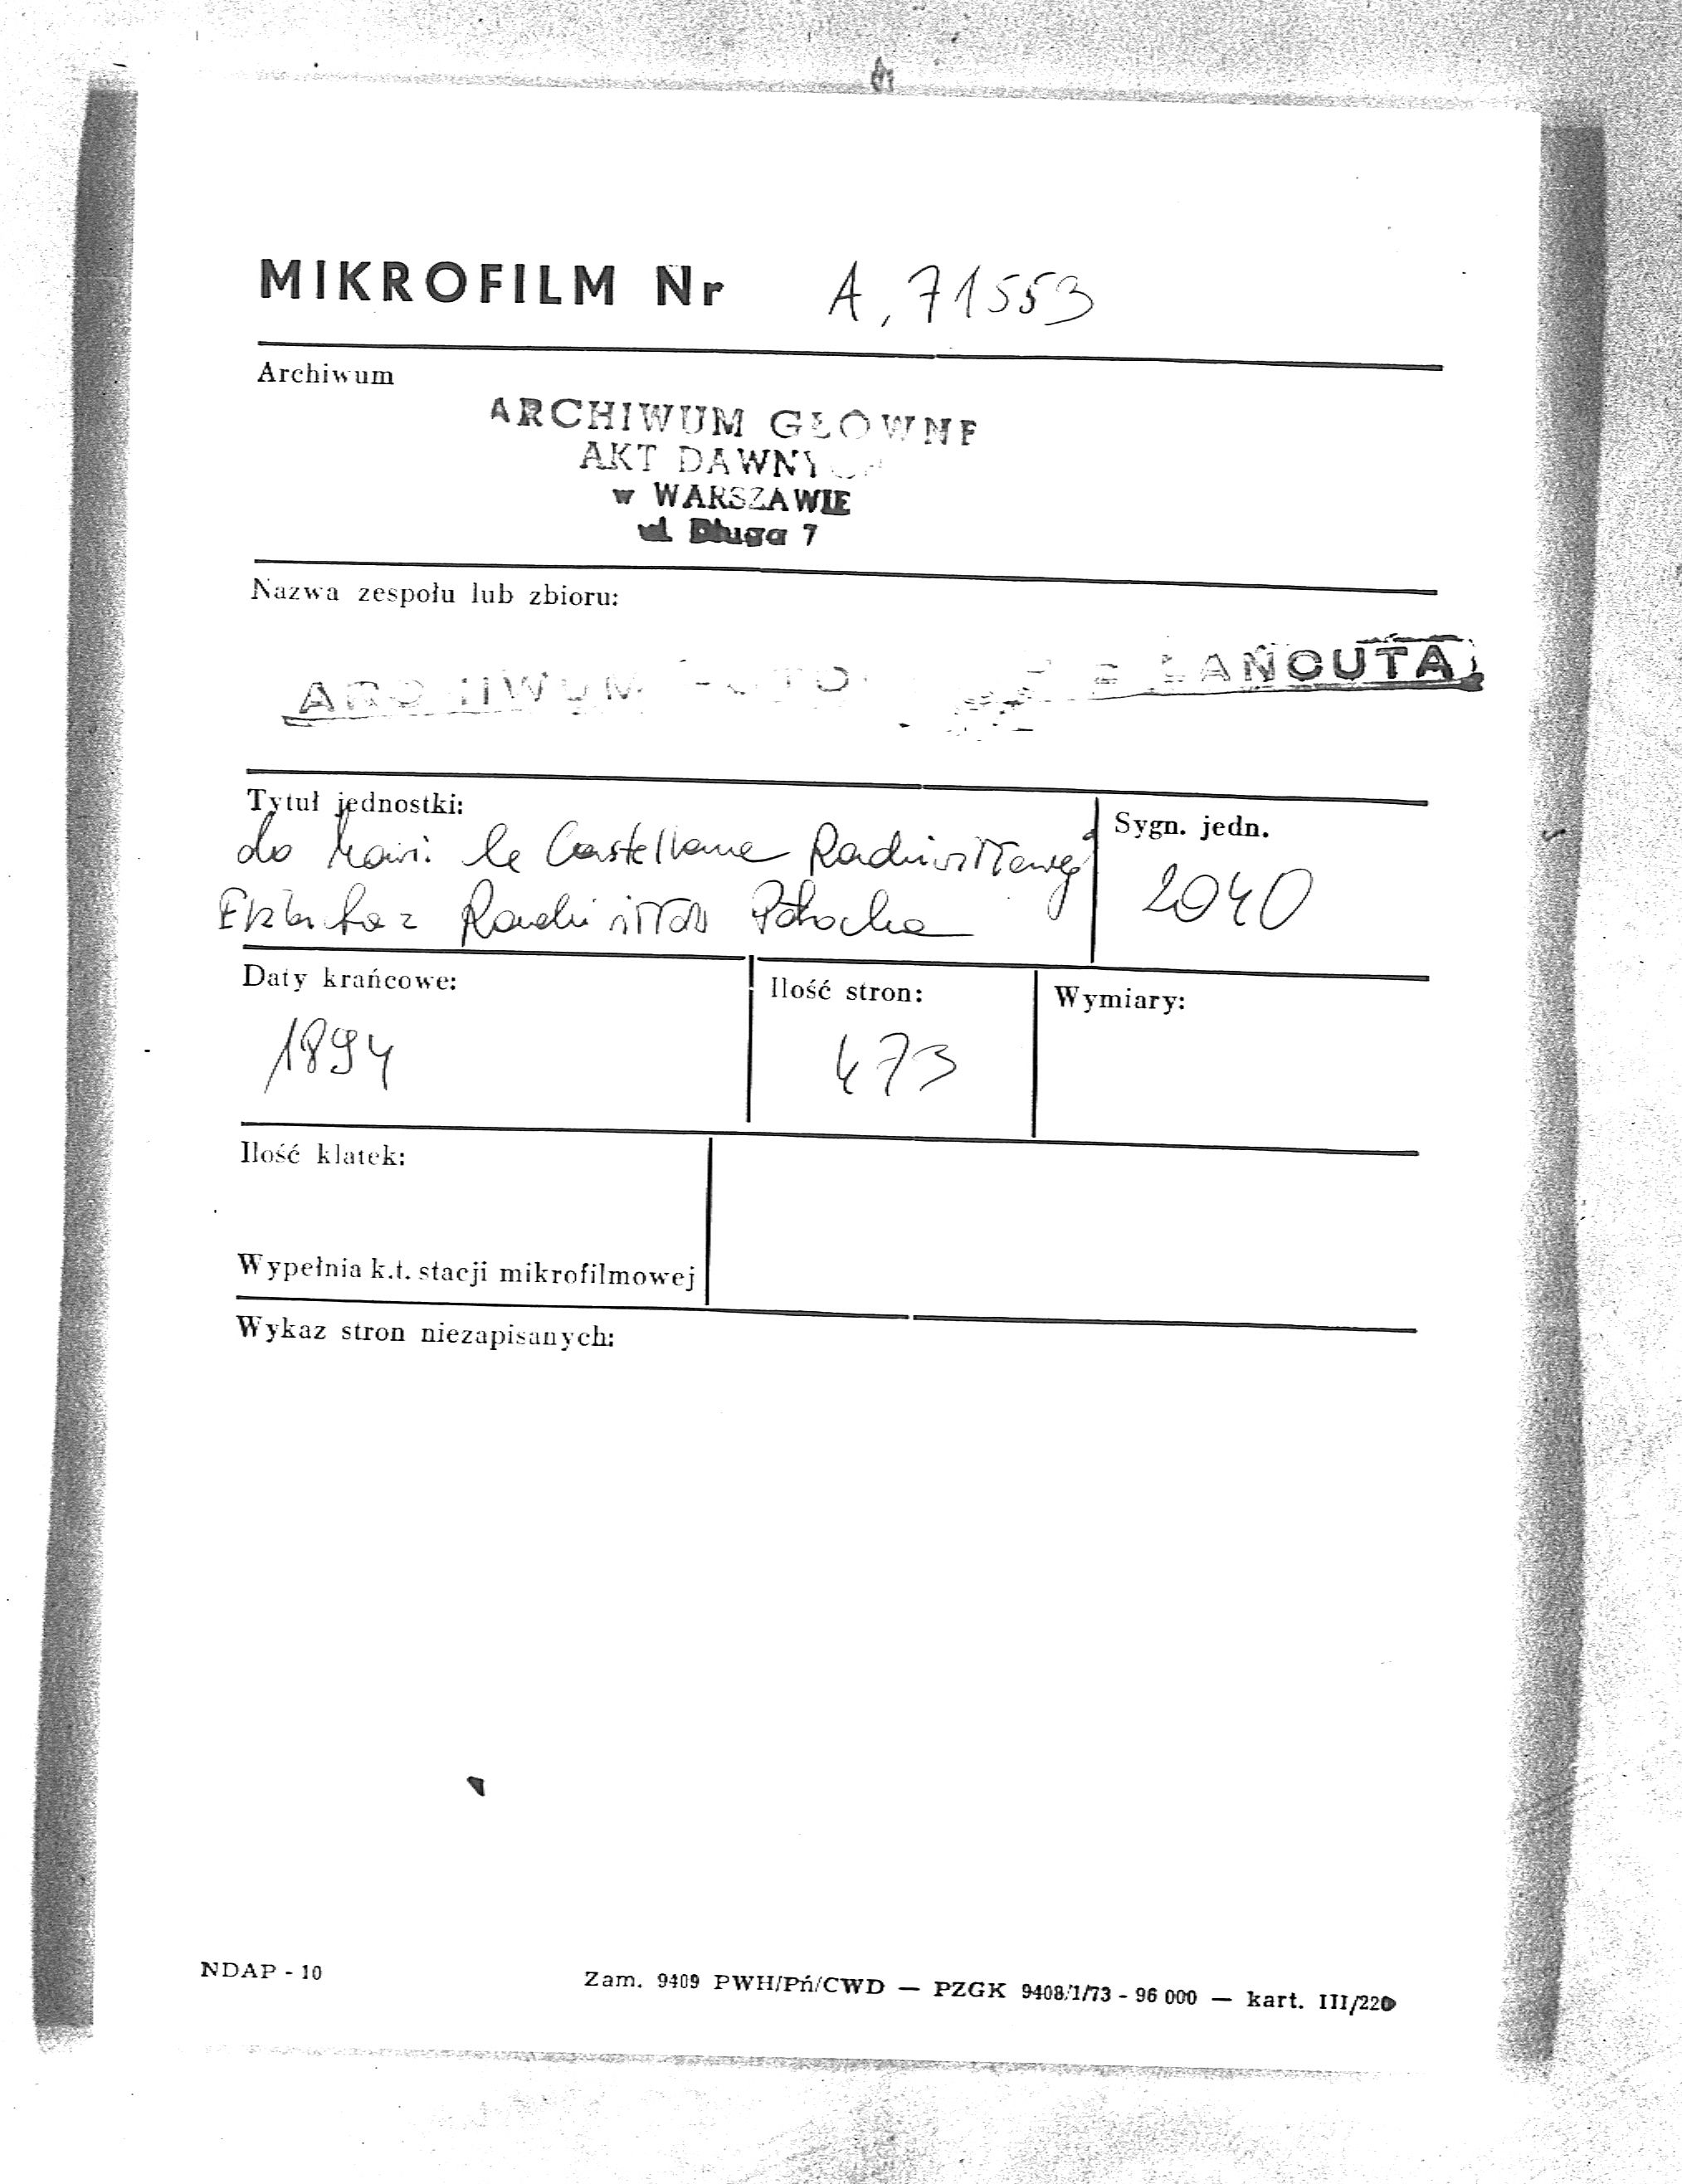 MIKROFILM Nr A, 71553
Archiwum
ARCHIWUM GŁOWNE
AKT DAWNY
w WARSZAWIE
ul. Długa 7
Nazwa zespołu lub zbioru:
ARCHIWUM ŁAŃCUTA
Tytuł jednostki:
do Marii de Castellane Radziwiłłowej
Elżbieta z Radziwiłłów Potocka
Sygn. jedn.
2040
Daty krańcowe:
1894
Ilość stron:
473
Wymiary:
Ilość klatek:
Wypełnia k.t. stacji mikrofilmowej
Wykaz stron niezapisanych:
NDAP - 10
Zam. 9409 PWH/Pń/CWD — PZGK 9408/1/73 - 96 000 — kart. III/220